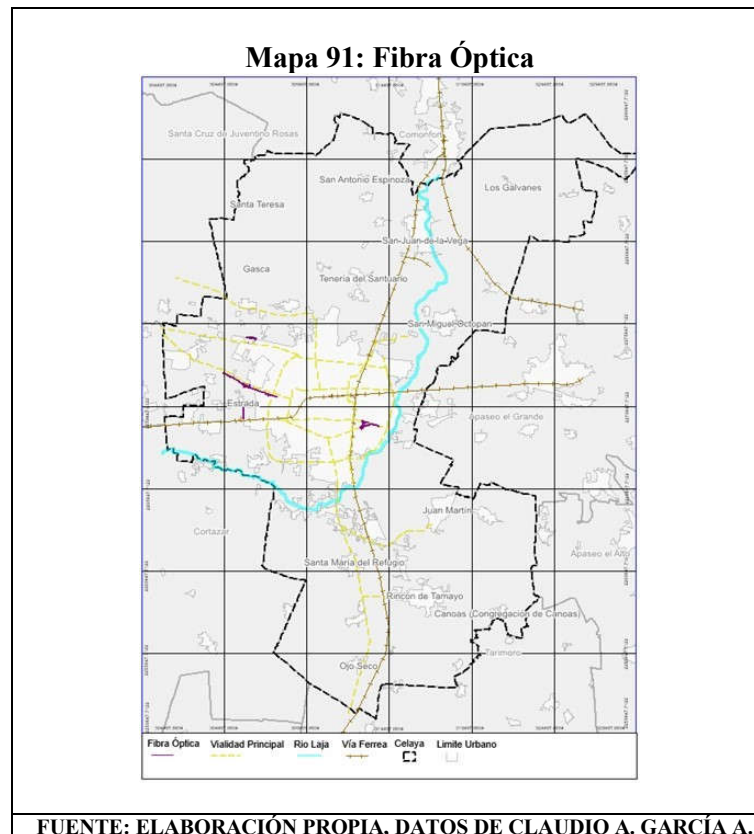 Mapa 91: Fibra Óptica
Santa Cruz de Juventino Rosas
Comonfort
San Antonio Espinoza
Los Galvanes
Santa Teresa
San Juan de la Vega
Gasca
Tenería del Santuario
San Miguel Octopan
Estrada
Apaseo el Grande
Juan Martín
Cortazar
Apaseo el Alto
Santa María del Refugio
Rincón de Tamayo
Canoas (Congregación de Canoas)
Tarimoro
Ojo Seco
Fibra Óptica Vialidad Principal Rio Laja Vía Ferrea Celaya Limite Urbano
FUENTE: ELABORACIÓN PROPIA. DATOS DE CLAUDIO A. GARCÍA A.